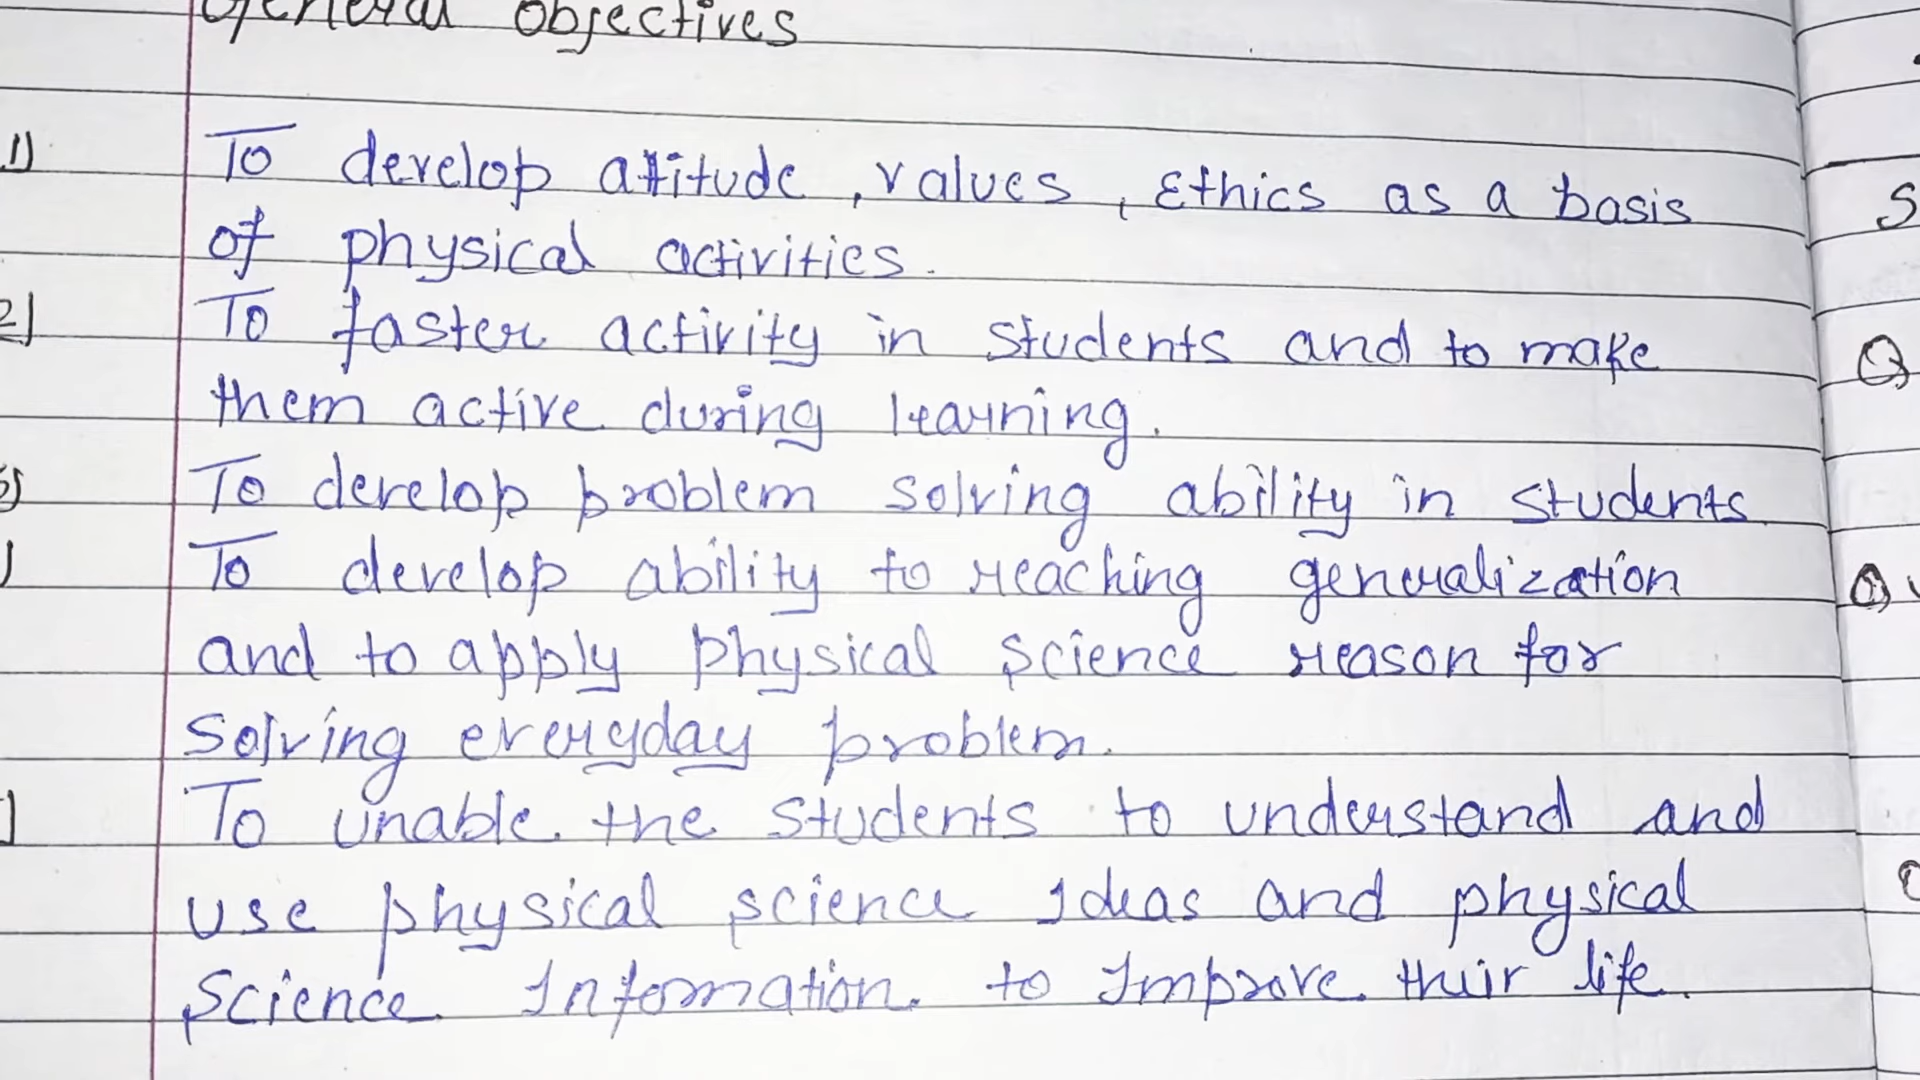 General objectives
1) To develop attitude, values, Ethics as a basis
of physical activities.
2) To faster activity in students and to make
them active during learning.
To develop problem solving ability in students
To develop ability to reaching generalization
and to apply physical science reason for
solving everyday problem.
To unable the students to understand and
use physical science Ideas and physical
science Information to Improve their life.